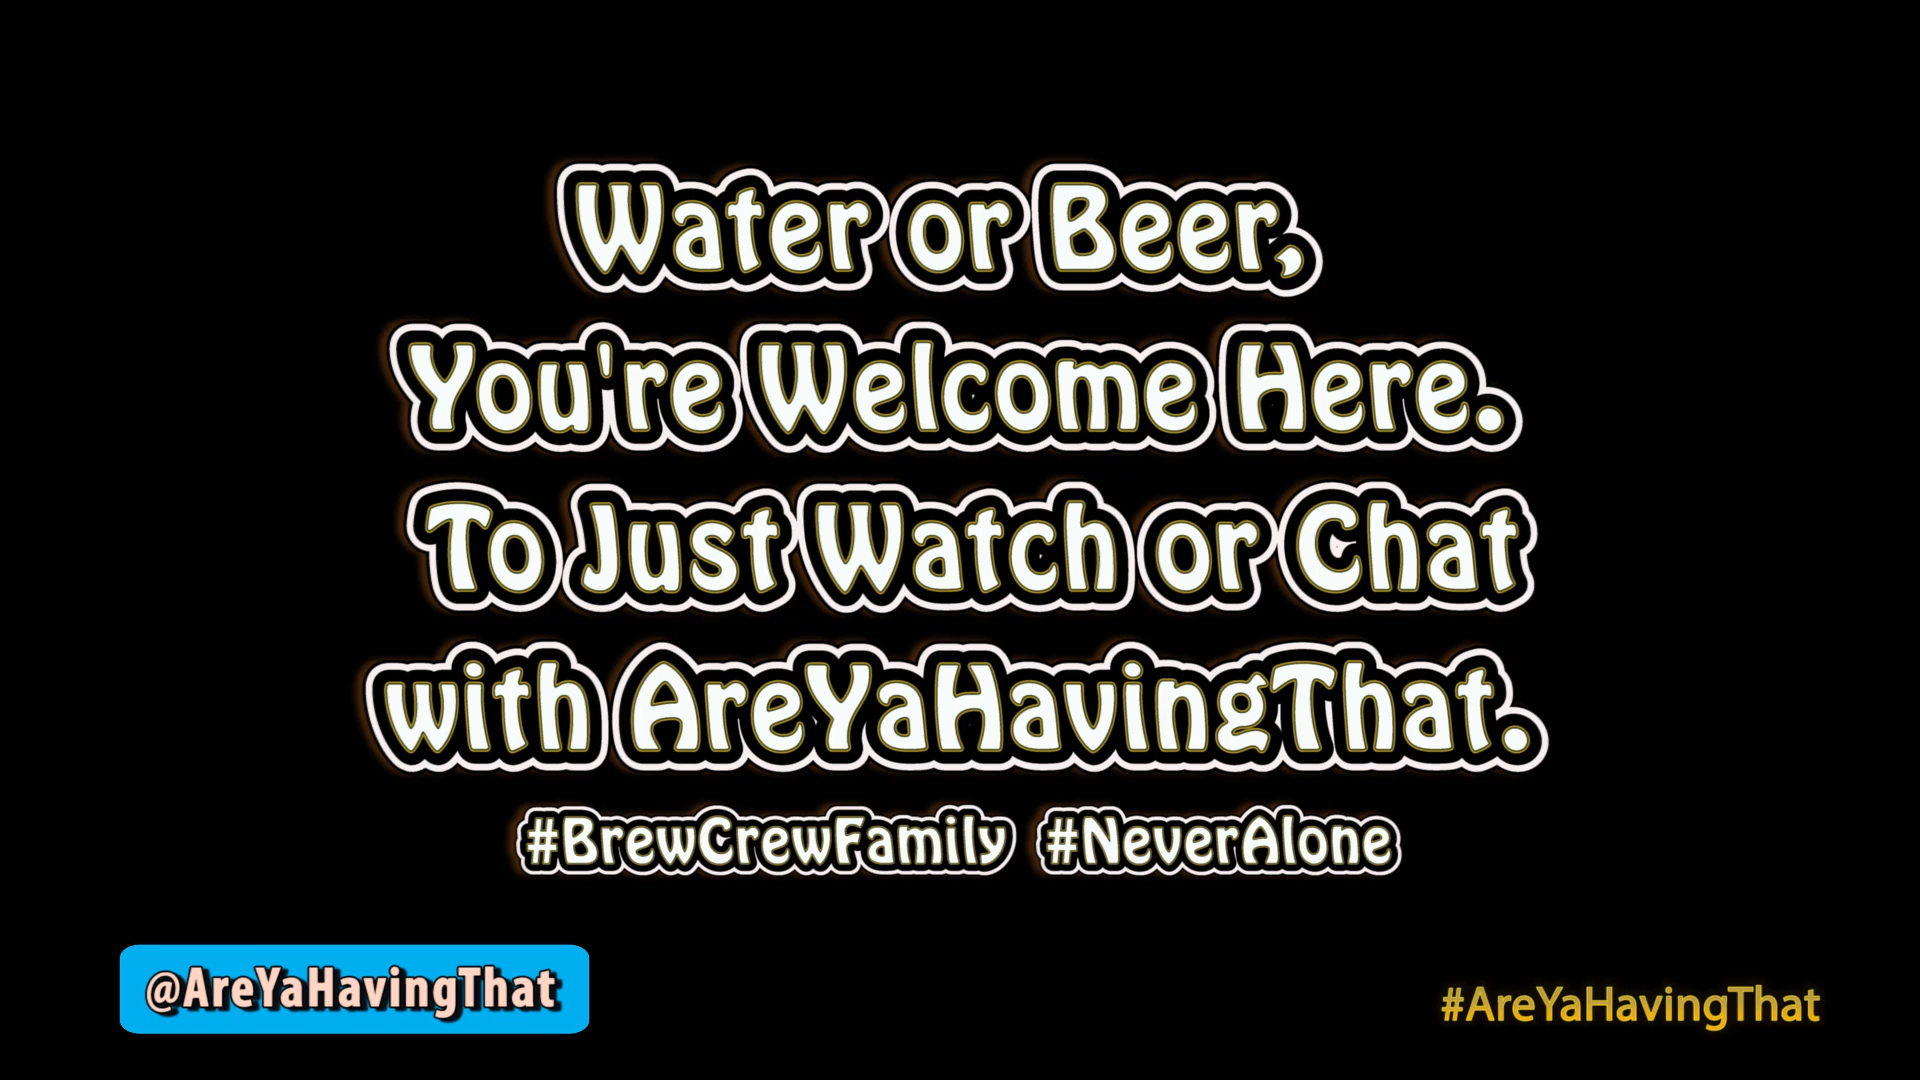 Water or Beer,
You're Welcome Here.
To Just Watch or Chat
with AreYaHavingThat.
#BrewCrewFamily #NeverAlone
@AreYaHavingThat
#AreYaHavingThat